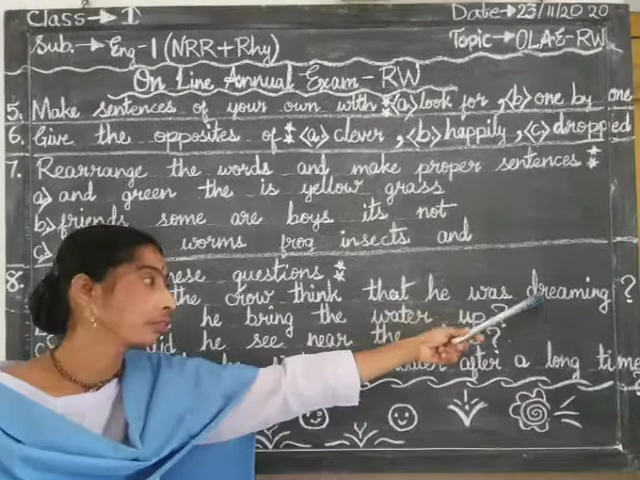 Class → 1
Date → 23/11/2020
Sub. → Eng-1 (NRR+Rhy)
Topic → OLAE-RW
On Line Annual Exam - RW
5. Make sentences of your own with : <a> look for, <b> one by one
6. Give the opposites of : <a> clever, <b> happily, <c> dropped
7. Rearrange the words and make proper sentences :
a) and green the is yellow grass
b) friends some are boys its not
c) worms frog insects and
8. these questions :
the crow think that he was dreaming ?
b) he bring the water up ?
c) did he see near the ?
water after a long time ?